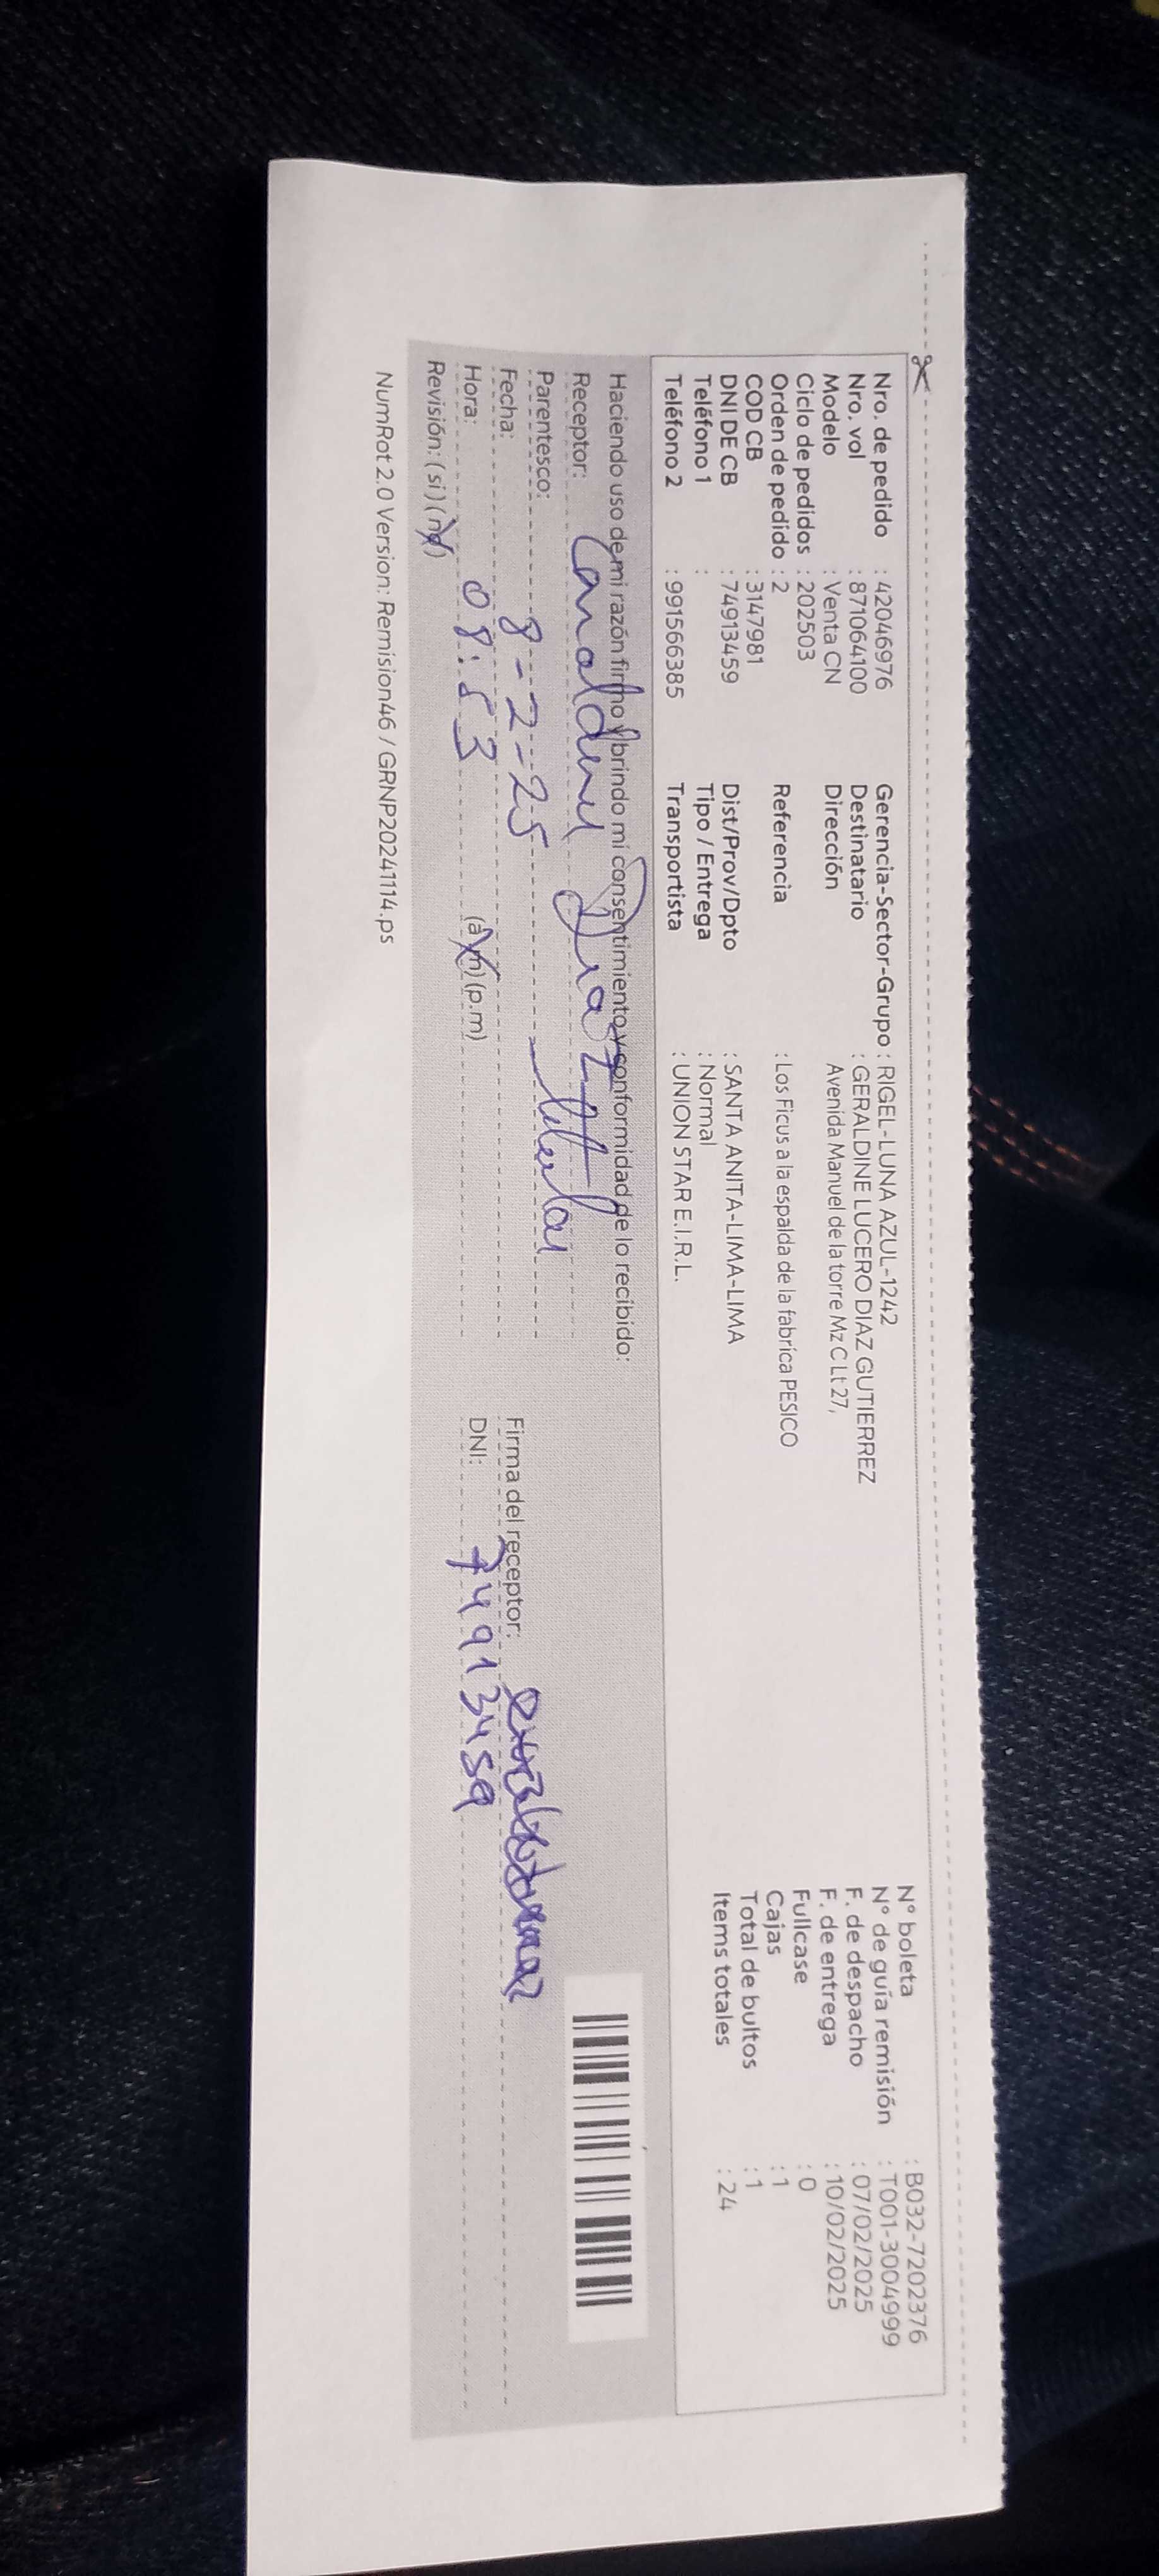 Nro. de pedido : 42046976 Gerencia-Sector-Grupo : RIGEL-LUNA AZUL-1242 N° boleta : B032-7202376
Nro. vol : 871064100 Destinatario : GERALDINE LUCERO DIAZ GUTIERREZ N° de guía remisión : T001-3004999
Modelo : Venta CN Dirección Avenida Manuel de la torre Mz C Lt 27, F. de despacho : 07/02/2025
Ciclo de pedidos : 202503 F. de entrega : 10/02/2025
Orden de pedido : 2 Referencia : Los Ficus a la espalda de la fabrica PESICO Fullcase : 0
COD CB : 3147981 Cajas : 1
DNI DE CB : 74913459 Dist/Prov/Dpto : SANTA ANITA-LIMA-LIMA Total de bultos : 1
Teléfono 1 : Tipo / Entrega : Normal Items totales : 24
Teléfono 2 : 991566385 Transportista : UNION STAR E.I.R.L.
Haciendo uso de mi razón firmo y brindo mi consentimiento y conformidad de lo recibido:
Receptor: Diaz
Parentesco: titular
Fecha: 8-2-25 Firma del receptor:
Hora: 08:53 (a.m) (p.m) DNI: 74913459
Revisión: (si) (no)
NumRot 2.0 Version: Remision46 / GRNP20241114.ps